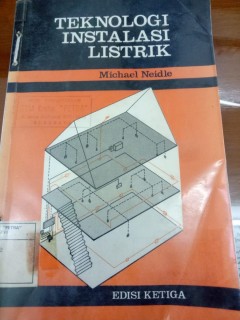 TEKNOLOGI
INSTALASI
LISTRIK
Michael Neidle
EDISI KETIGA